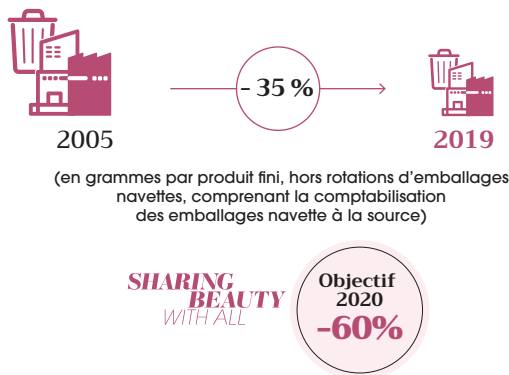 - 35 %
2005
2019
(en grammes par produit fini, hors rotations d’emballages
navettes, comprenant la comptabilisation
des emballages navette à la source)
SHARING
BEAUTY
WITH ALL
Objectif
2020
-60%